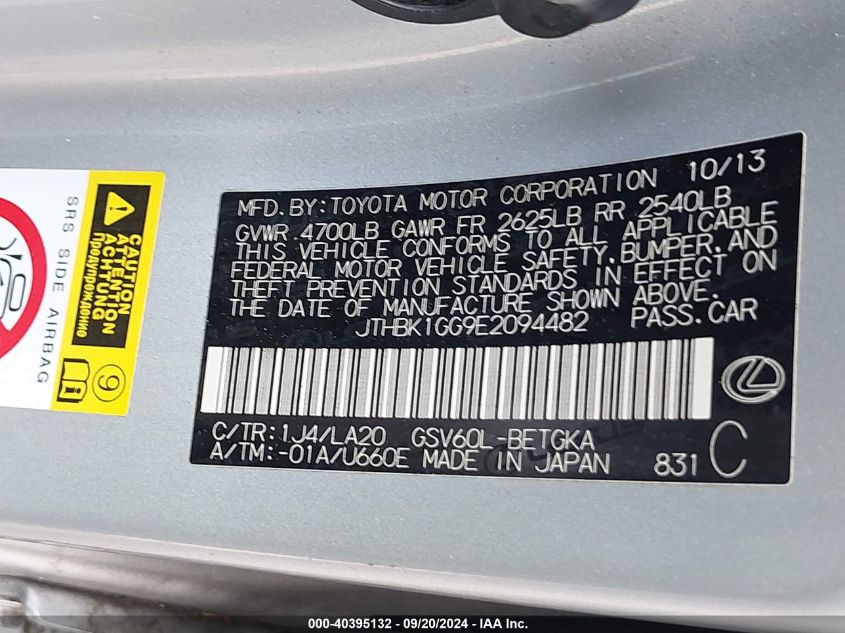 SRS SIDE AIRBAG
CAUTION
ATTENTION
ACHTUNG
Предупреждение
9
10/13
MFD. BY:TOYOTA MOTOR CORPORATION
GVWR 4700LB GAWR FR 2625LB RR 2540LB
THIS VEHICLE CONFORMS TO ALL APPLICABLE
FEDERAL MOTOR VEHICLE SAFETY, BUMPER, AND
THEFT PREVENTION STANDARDS IN EFFECT ON
THE DATE OF MANUFACTURE SHOWN ABOVE.
JTHBK1GG9E2094482 PASS.CAR
C/TR:1J4/LA20 GSV60L-BETGKA
A/TM:-01A/U660E MADE IN JAPAN 831 C
000-40395132 - 09/20/2024 - IAA Inc.